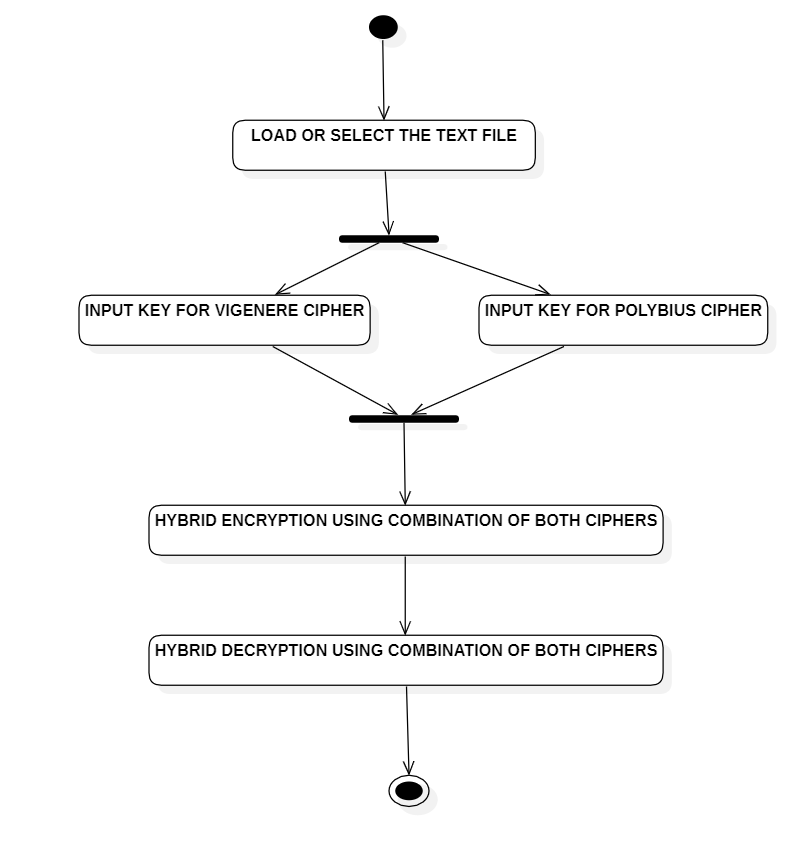 LOAD OR SELECT THE TEXT FILE
INPUT KEY FOR VIGENERE CIPHER
INPUT KEY FOR POLYBIUS CIPHER
HYBRID ENCRYPTION USING COMBINATION OF BOTH CIPHERS
HYBRID DECRYPTION USING COMBINATION OF BOTH CIPHERS